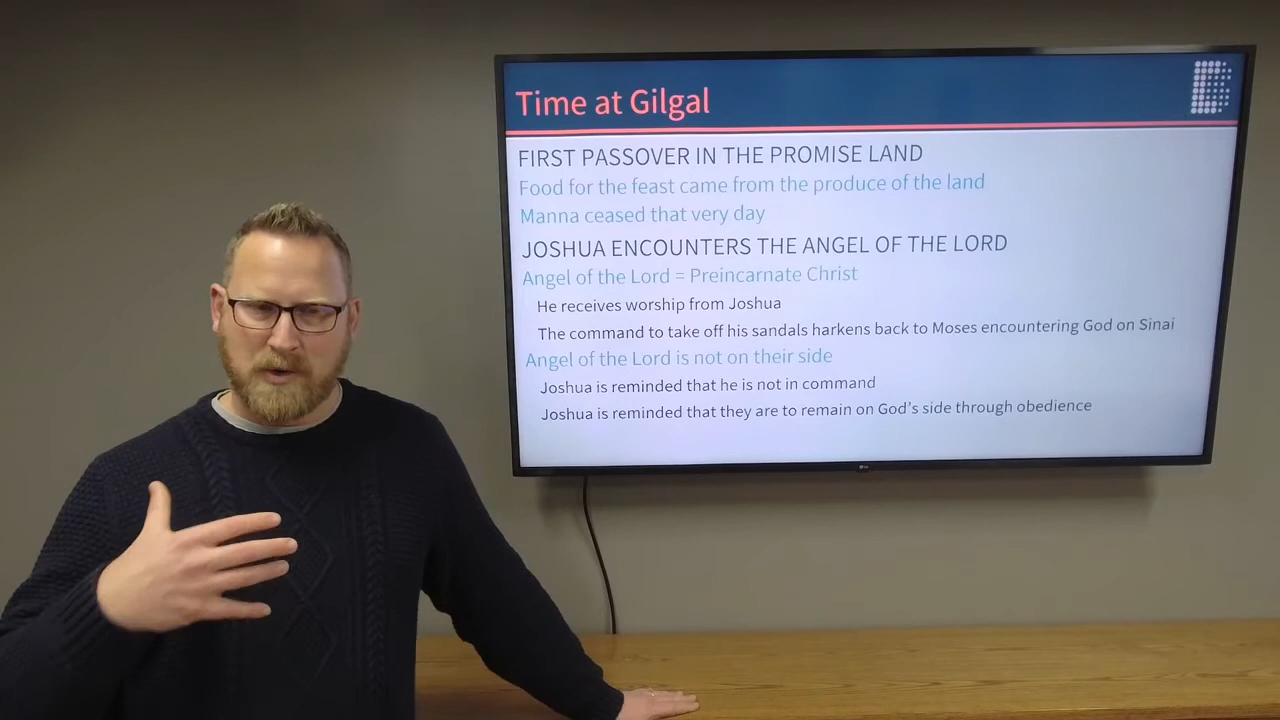 Time at Gilgal
FIRST PASSOVER IN THE PROMISE LAND
Food for the feast came from the produce of the land
Manna ceased that very day
JOSHUA ENCOUNTERS THE ANGEL OF THE LORD
Angel of the Lord = Preincarnate Christ
He receives worship from Joshua
The command to take off his sandals harkens back to Moses encountering God on Sinai
Angel of the Lord is not on their side
Joshua is reminded that he is not in command
Joshua is reminded that they are to remain on God's side through obedience
LG